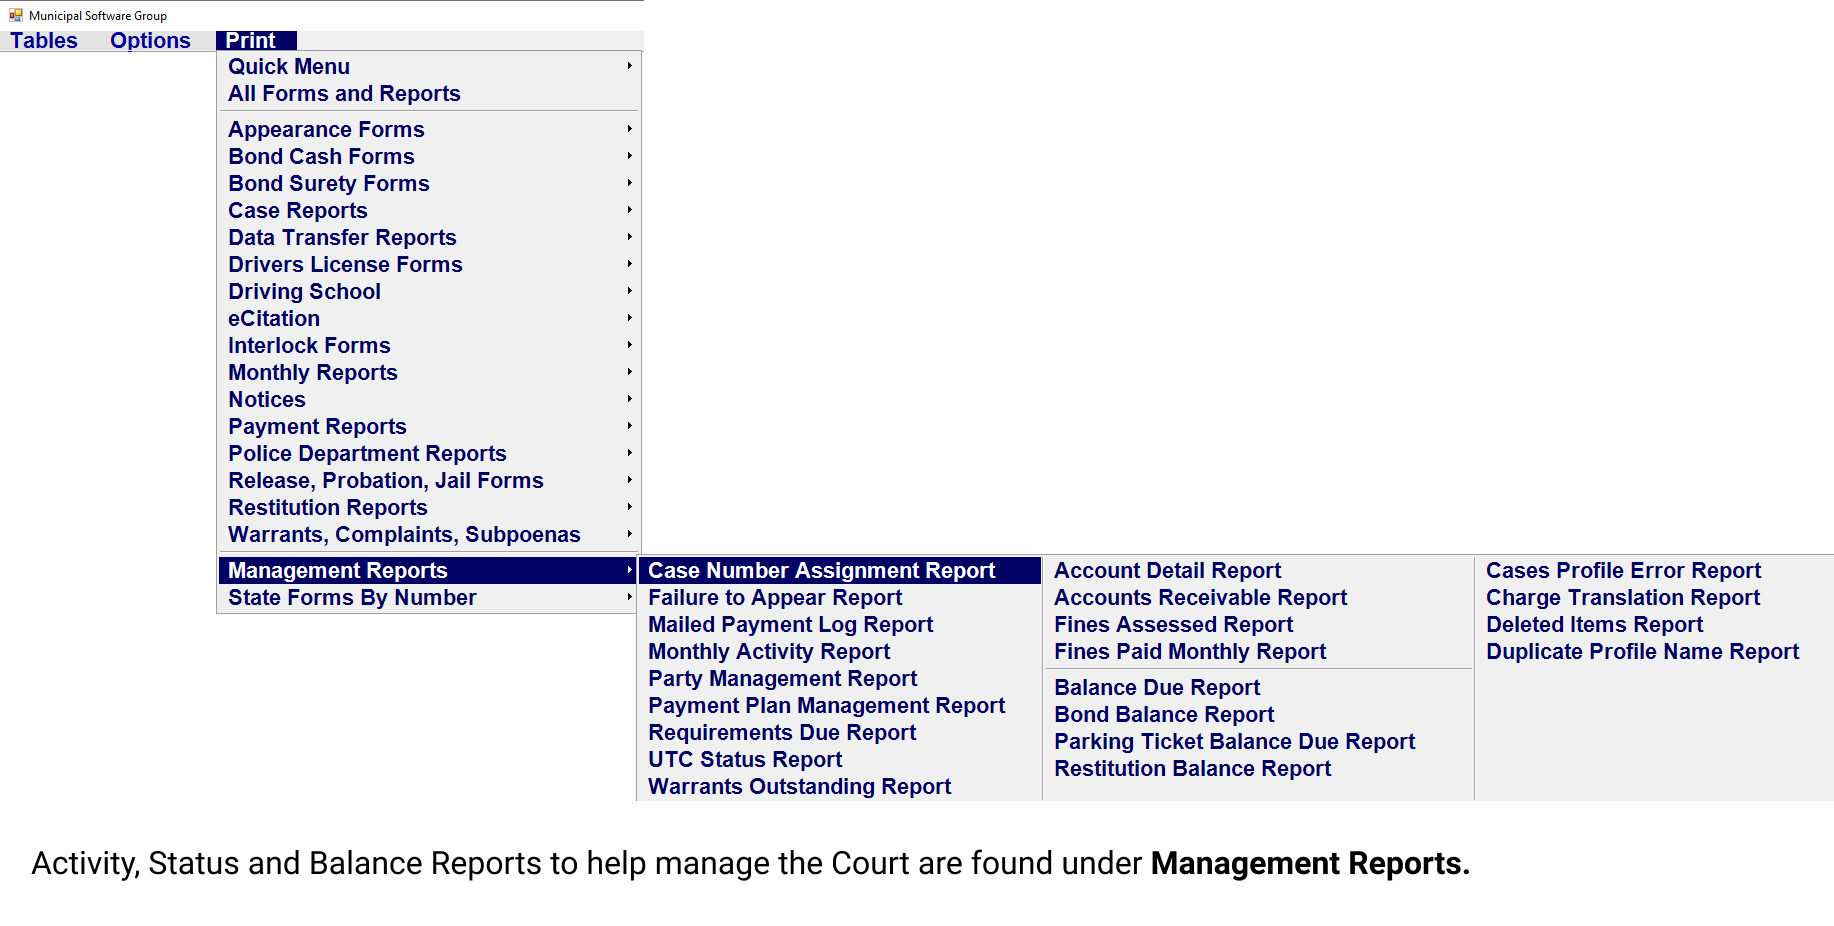 Municipal Software Group
Tables Options Print
Quick Menu
All Forms and Reports
Appearance Forms
Bond Cash Forms
Bond Surety Forms
Case Reports
Data Transfer Reports
Drivers License Forms
Driving School
eCitation
Interlock Forms
Monthly Reports
Notices
Payment Reports
Police Department Reports
Release, Probation, Jail Forms
Restitution Reports
Warrants, Complaints, Subpoenas
Management Reports
State Forms By Number
Case Number Assignment Report
Failure to Appear Report
Mailed Payment Log Report
Monthly Activity Report
Party Management Report
Payment Plan Management Report
Requirements Due Report
UTC Status Report
Warrants Outstanding Report
Account Detail Report
Accounts Receivable Report
Fines Assessed Report
Fines Paid Monthly Report
Balance Due Report
Bond Balance Report
Parking Ticket Balance Due Report
Restitution Balance Report
Cases Profile Error Report
Charge Translation Report
Deleted Items Report
Duplicate Profile Name Report
Activity, Status and Balance Reports to help manage the Court are found under Management Reports.